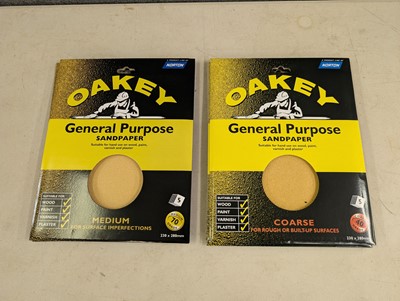 NORTON
OAKEY
General Purpose
SANDPAPER
Suitable for hand use on wood, paint,
varnish and plaster
5
SUITABLE FOR
WOOD
PAINT
VARNISH
PLASTER
70
MEDIUM
FOR SURFACE IMPERFECTIONS
230 x 280mm
NORTON
OAKEY
General Purpose
SANDPAPER
Suitable for hand use on wood, paint,
varnish and plaster
5
SUITABLE FOR
WOOD
PAINT
VARNISH
PLASTER
40
COARSE
FOR ROUGH OR BUILT-UP SURFACES
230 x 280mm